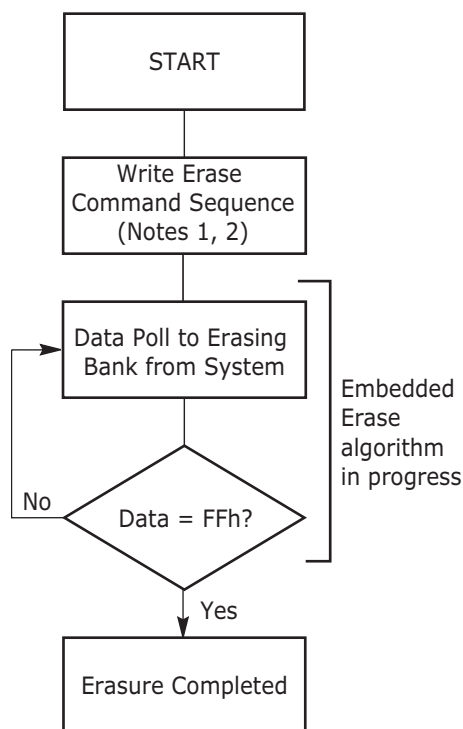 START
Write Erase
Command Sequence
(Notes 1, 2)
Data Poll to Erasing
Bank from System
Embedded
Erase
algorithm
in progress
No
Data = FFh?
Yes
Erasure Completed